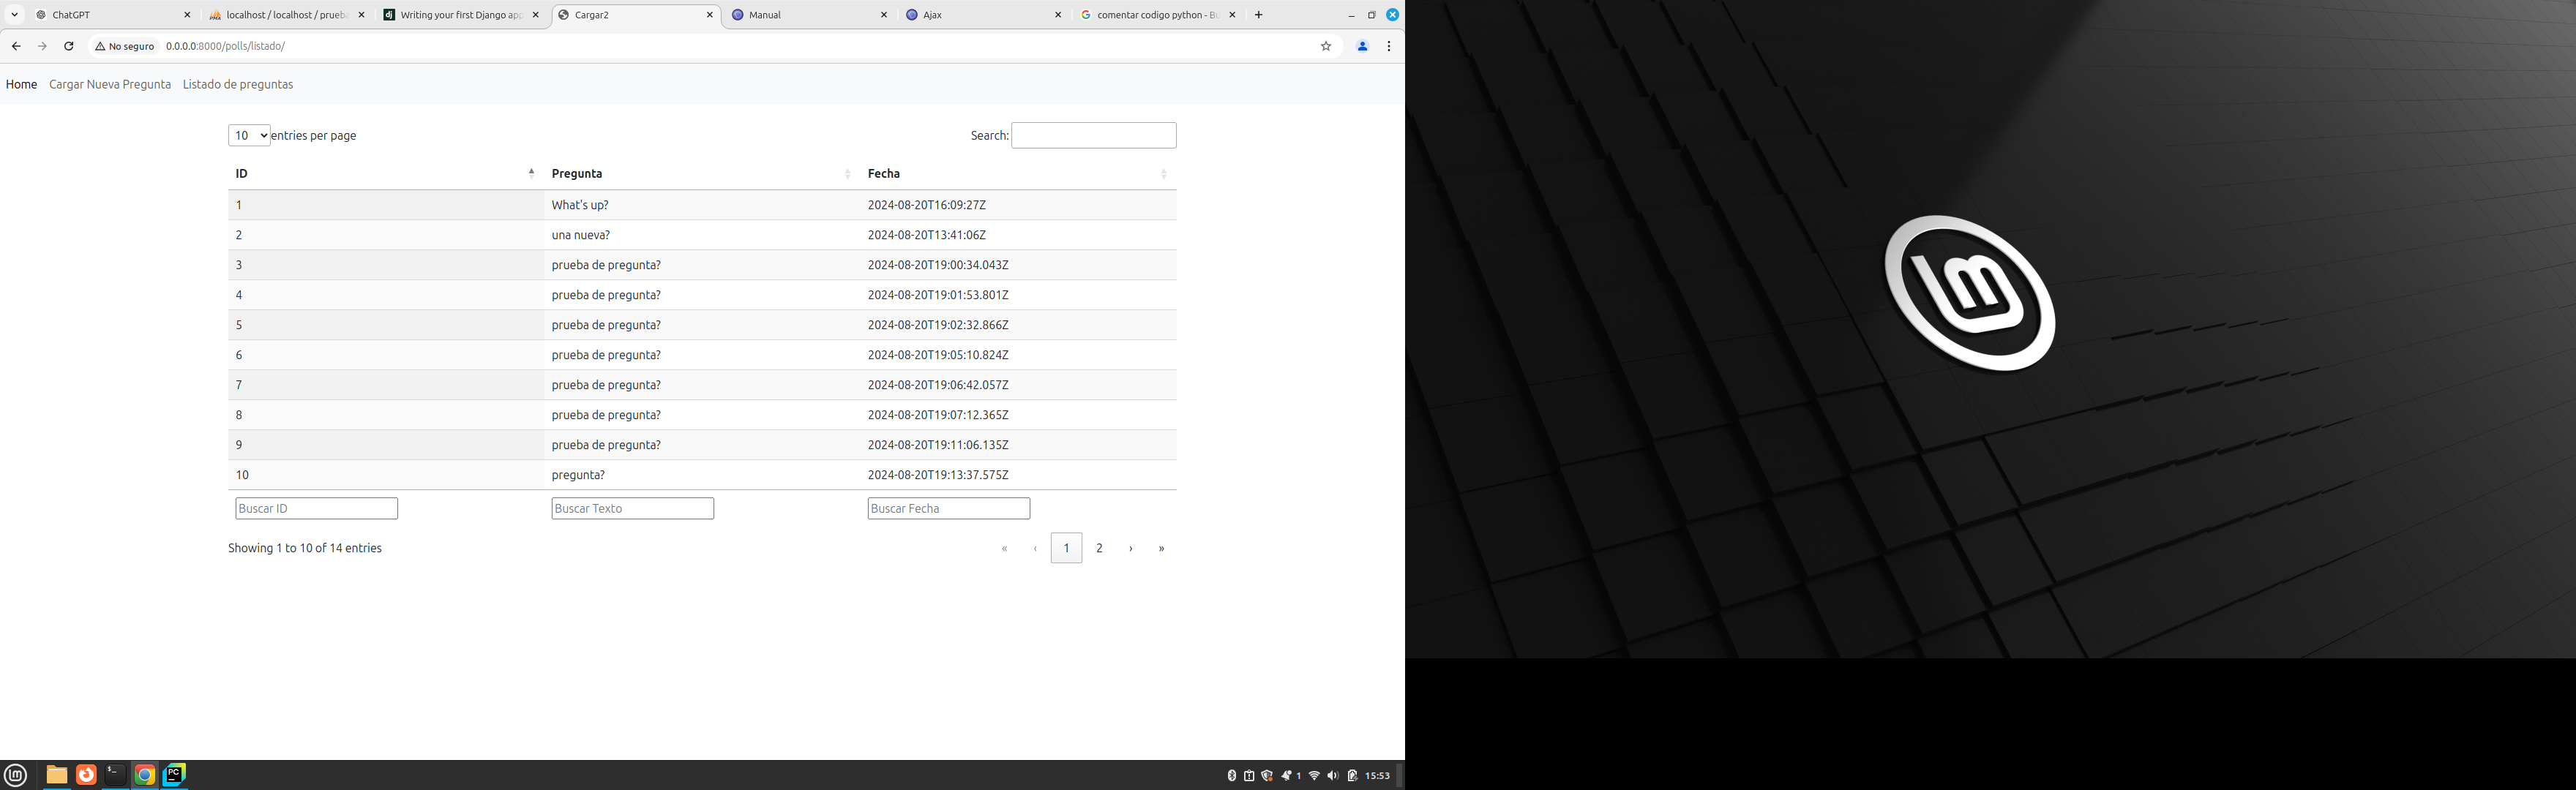 ChatGPT
localhost / localhost / prueba
Writing your first Django app
Cargar2
Manual
Ajax
comentar codigo python - Bu
No seguro 0.0.0.0:8000/polls/listado/
Home Cargar Nueva Pregunta Listado de preguntas
10 entries per page Search:
ID Pregunta Fecha
1 What's up? 2024-08-20T16:09:27Z
2 una nueva? 2024-08-20T13:41:06Z
3 prueba de pregunta? 2024-08-20T19:00:34.043Z
4 prueba de pregunta? 2024-08-20T19:01:53.801Z
5 prueba de pregunta? 2024-08-20T19:02:32.866Z
6 prueba de pregunta? 2024-08-20T19:05:10.824Z
7 prueba de pregunta? 2024-08-20T19:06:42.057Z
8 prueba de pregunta? 2024-08-20T19:07:12.365Z
9 prueba de pregunta? 2024-08-20T19:11:06.135Z
10 pregunta? 2024-08-20T19:13:37.575Z
Buscar ID Buscar Texto Buscar Fecha
Showing 1 to 10 of 14 entries « ‹ 1 2 › »
PC
1 15:53